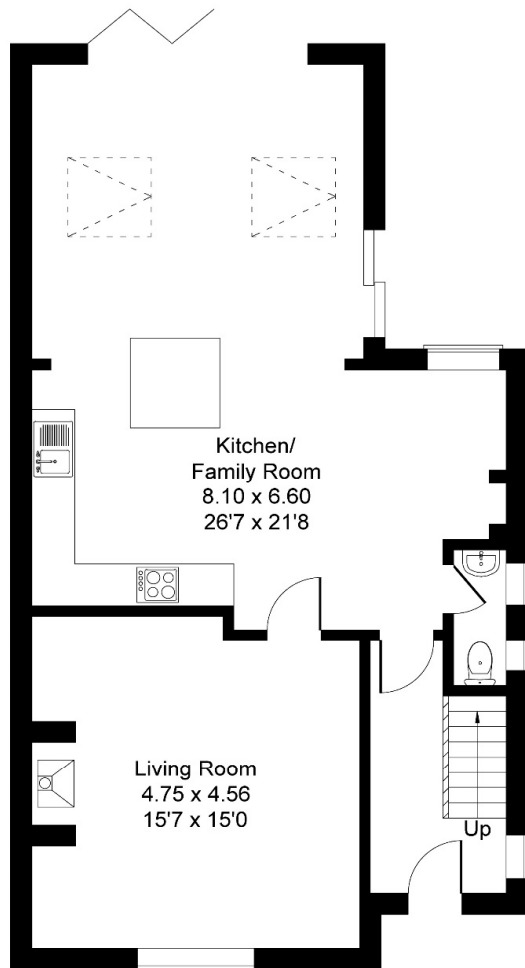 Kitchen/
Family Room
8.10 x 6.60
26'7 x 21'8
Living Room
4.75 x 4.56
15'7 x 15'0
Up